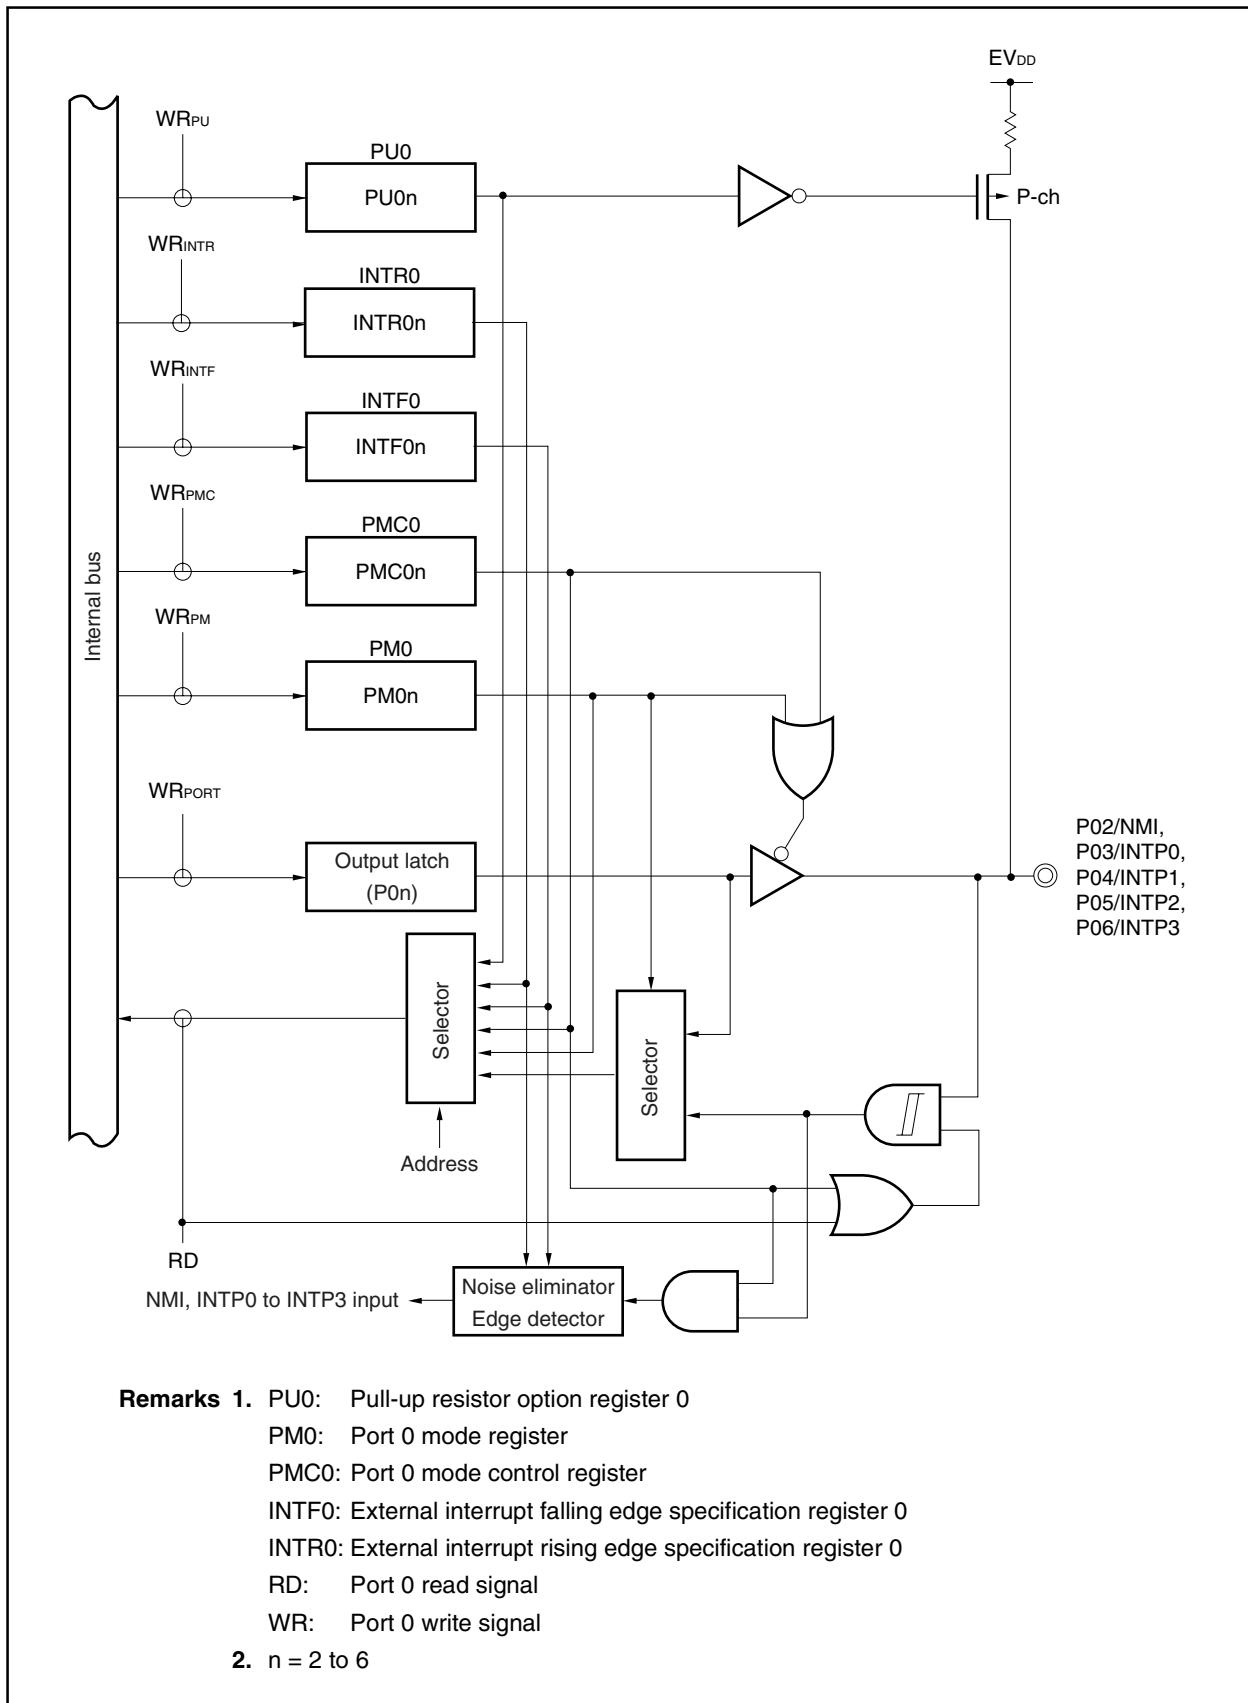 EVDD
WRPU
PU0
PU0n
P-ch
WRINTR
INTR0
INTR0n
WRINTF
INTF0
INTF0n
WRPMC
PMC0
PMC0n
Internal bus
WRPM
PM0
PM0n
WRPORT
Output latch
(P0n)
P02/NMI,
P03/INTP0,
P04/INTP1,
P05/INTP2,
P06/INTP3
Selector
Selector
Address
RD
NMI, INTP0 to INTP3 input
Noise eliminator
Edge detector
Remarks 1. PU0: Pull-up resistor option register 0
PM0: Port 0 mode register
PMC0: Port 0 mode control register
INTF0: External interrupt falling edge specification register 0
INTR0: External interrupt rising edge specification register 0
RD: Port 0 read signal
WR: Port 0 write signal
2. n = 2 to 6